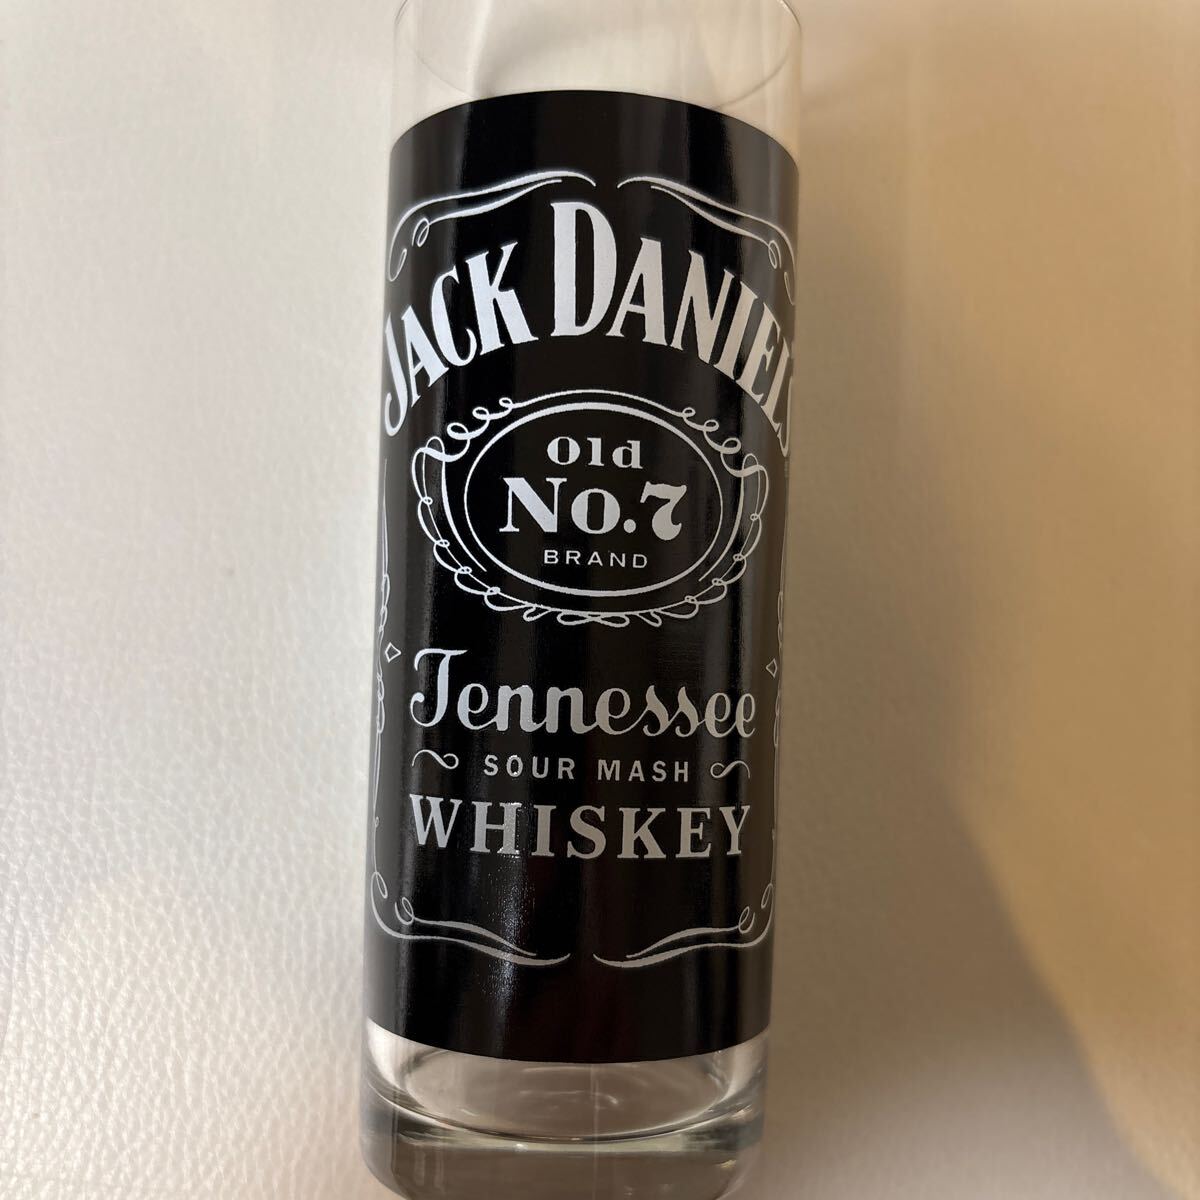 JACK DANIEL'S
Old
No.7
BRAND
Tennessee
SOUR MASH
WHISKEY